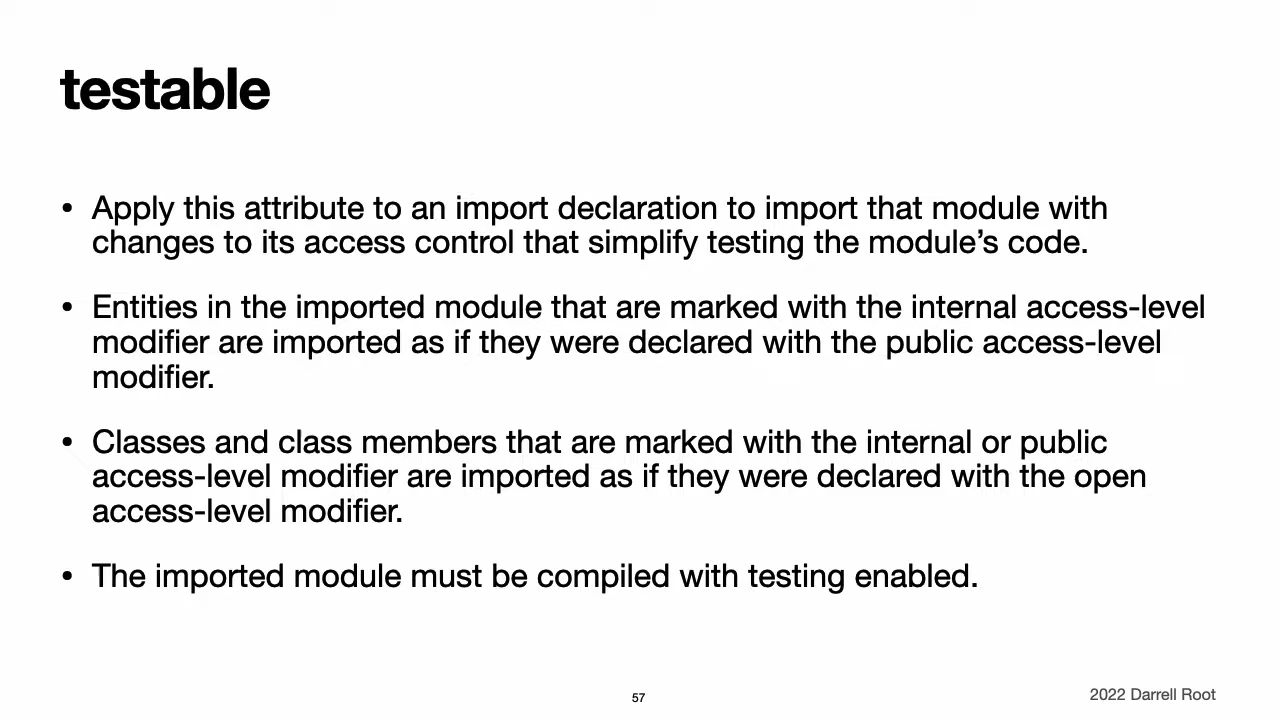 testable
• Apply this attribute to an import declaration to import that module with
changes to its access control that simplify testing the module’s code.
• Entities in the imported module that are marked with the internal access-level
modifier are imported as if they were declared with the public access-level
modifier.
• Classes and class members that are marked with the internal or public
access-level modifier are imported as if they were declared with the open
access-level modifier.
• The imported module must be compiled with testing enabled.
57
2022 Darrell Root